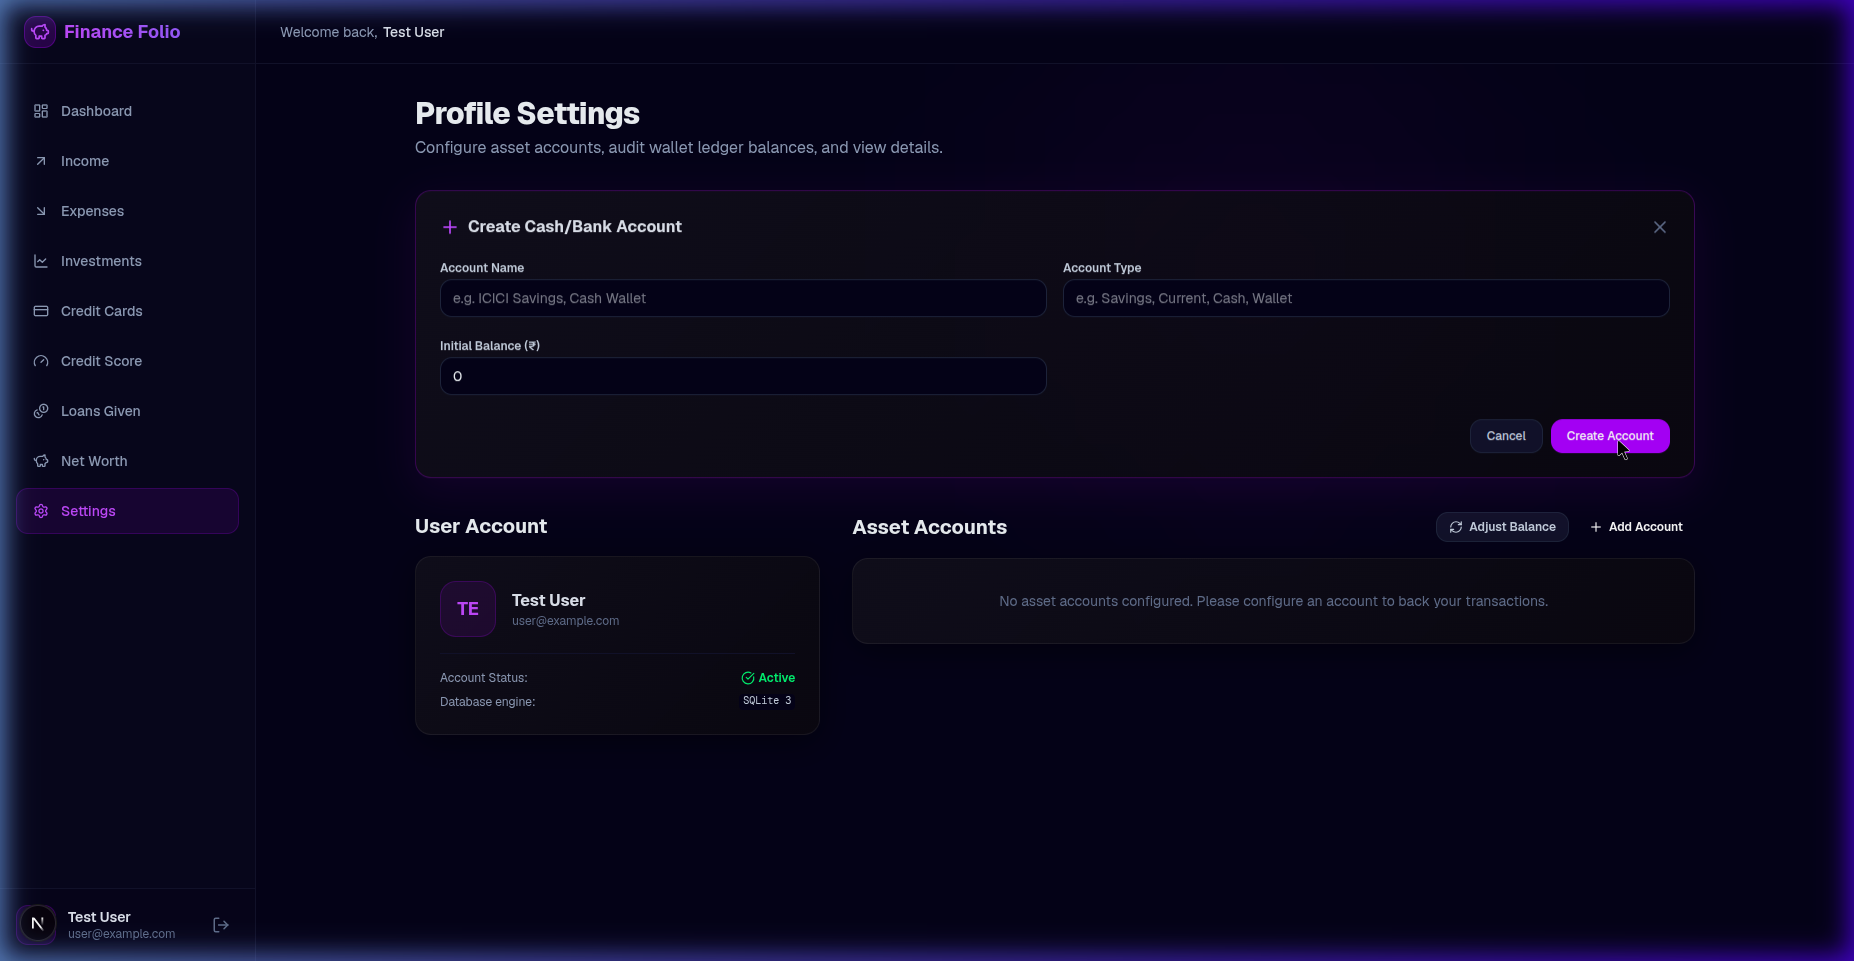 Finance Folio
Welcome back, Test User
Dashboard
Income
Expenses
Investments
Credit Cards
Credit Score
Loans Given
Net Worth
Settings
Profile Settings
Configure asset accounts, audit wallet ledger balances, and view details.
Create Cash/Bank Account
Account Name
Account Type
e.g. ICICI Savings, Cash Wallet
e.g. Savings, Current, Cash, Wallet
Initial Balance (₹)
0
Cancel
Create Account
User Account
TE
Test User
user@example.com
Account Status:
Active
Database engine:
SQLite 3
Asset Accounts
Adjust Balance
Add Account
No asset accounts configured. Please configure an account to back your transactions.
N
Test User
user@example.com